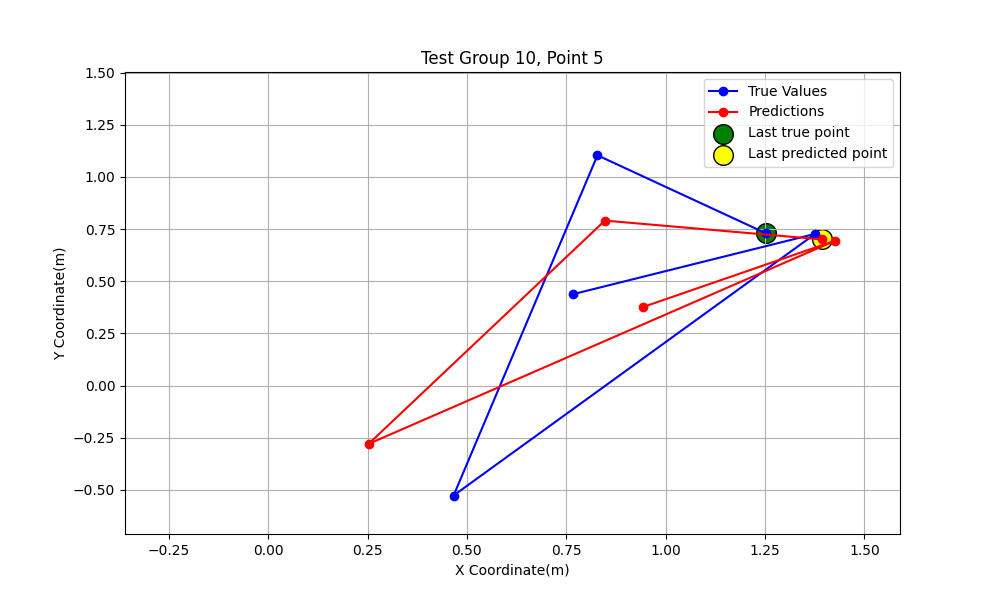 Test Group 10, Point 5
True Values
Predictions
Last true point
Last predicted point
Y Coordinate(m)
1.50
1.25
1.00
0.75
0.50
0.25
0.00
−0.25
−0.50
−0.25
0.00
0.25
0.50
0.75
1.00
1.25
1.50
X Coordinate(m)